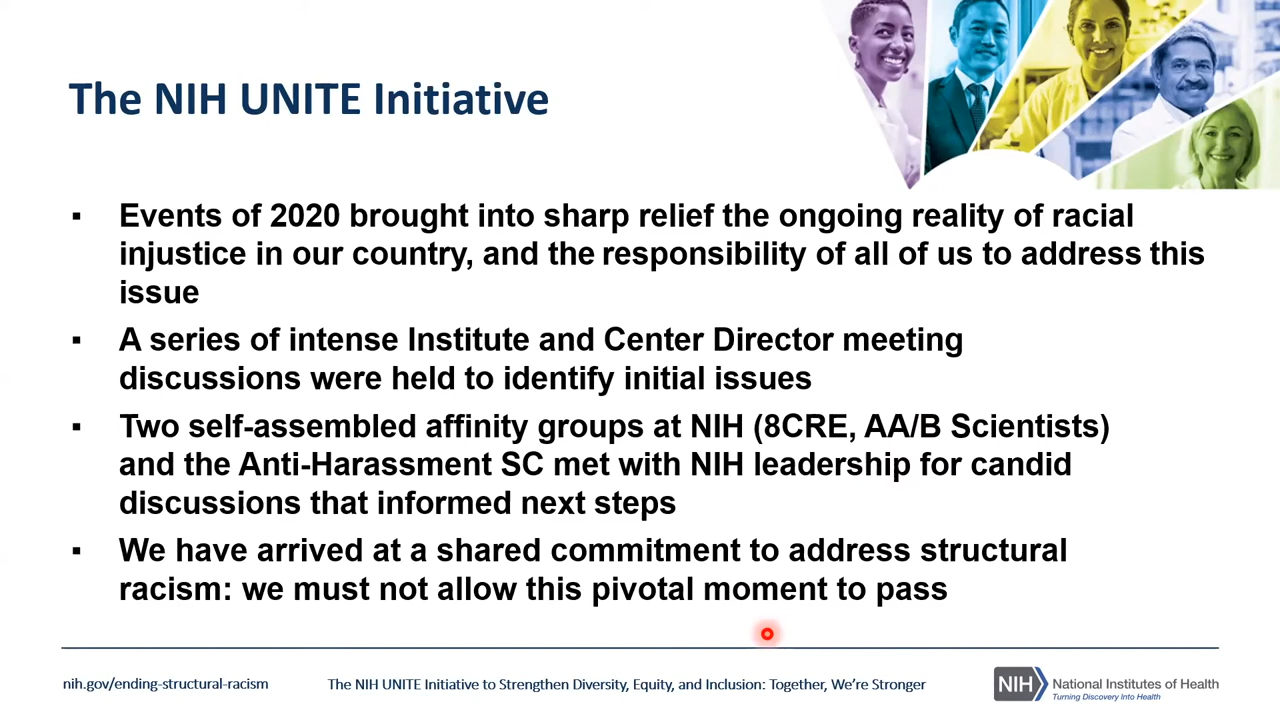 The NIH UNITE Initiative
▪ Events of 2020 brought into sharp relief the ongoing reality of racial
injustice in our country, and the responsibility of all of us to address this
issue
▪ A series of intense Institute and Center Director meeting
discussions were held to identify initial issues
▪ Two self-assembled affinity groups at NIH (8CRE, AA/B Scientists)
and the Anti-Harassment SC met with NIH leadership for candid
discussions that informed next steps
▪ We have arrived at a shared commitment to address structural
racism: we must not allow this pivotal moment to pass
nih.gov/ending-structural-racism
The NIH UNITE Initiative to Strengthen Diversity, Equity, and Inclusion: Together, We’re Stronger
NIH
National Institutes of Health
Turning Discovery Into Health